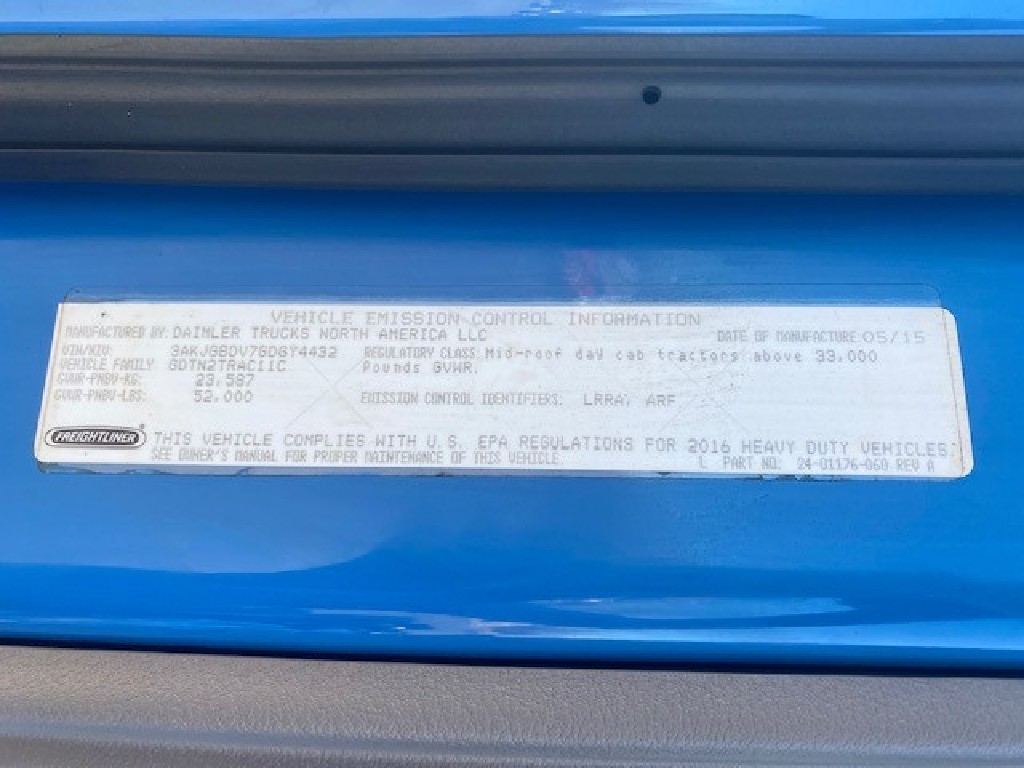 VEHICLE EMISSION CONTROL INFORMATION
MANUFACTURED BY: DAIMLER TRUCKS NORTH AMERICA LLC DATE OF MANUFACTURE: 05/15
VIN/NIV: REGULATORY CLASS: Mid-roof day cab tractors above 33,000
VEHICLE FAMILY GDTN2TRACIIC Pounds GVWR.
GVWR-PNBV-KG: 23,587
GVWR-PNBV-LBS: 52,000 EMISSION CONTROL IDENTIFIERS: LRRA, ARF
FREIGHTLINER THIS VEHICLE COMPLIES WITH U.S. EPA REGULATIONS FOR 2016 HEAVY DUTY VEHICLES.
SEE OWNER'S MANUAL FOR PROPER MAINTENANCE OF THIS VEHICLE. L PART NO: 24-01176-060 REV A